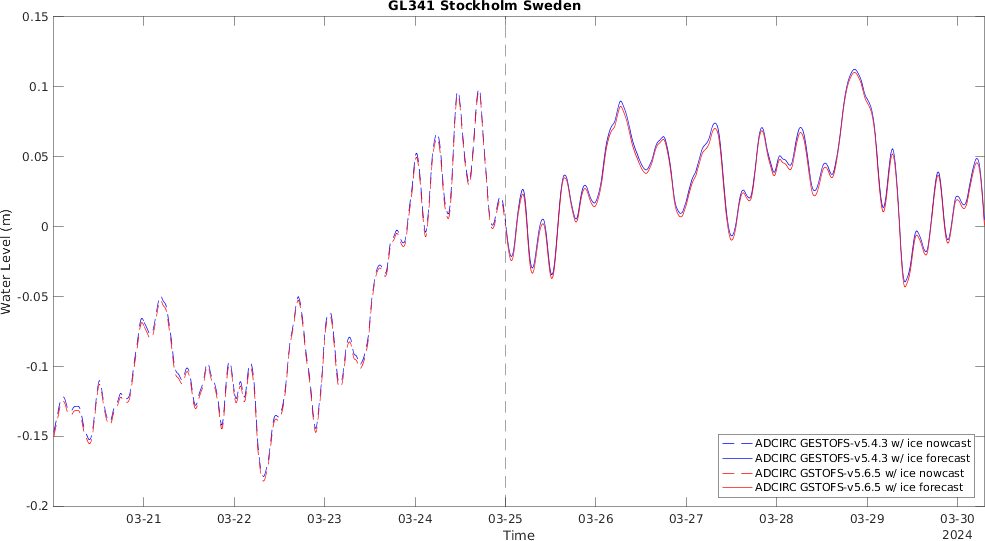 GL341 Stockholm Sweden
0.15
0.1
0.05
0
-0.05
-0.1
-0.15
-0.2
Water Level (m)
ADCIRC GESTOFS-v5.4.3 w/ ice nowcast
ADCIRC GESTOFS-v5.4.3 w/ ice forecast
ADCIRC GSTOFS-v5.6.5 w/ ice nowcast
ADCIRC GSTOFS-v5.6.5 w/ ice forecast
03-21 03-22 03-23 03-24 03-25 03-26 03-27 03-28 03-29 03-30
Time
2024